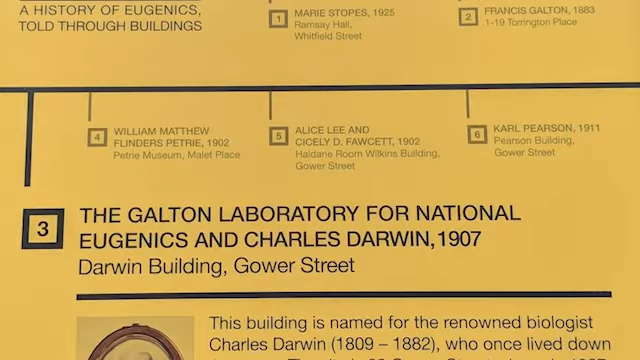 A HISTORY OF EUGENICS,
TOLD THROUGH BUILDINGS
1
MARIE STOPES, 1925
Ramsay Hall,
Whitfield Street
2
FRANCIS GALTON, 1883
1-19 Torrington Place
4
WILLIAM MATTHEW
FLINDERS PETRIE, 1902
Petrie Museum, Malet Place
5
ALICE LEE AND
CICELY D. FAWCETT, 1902
Haldane Room Wilkins Building,
Gower Street
6
KARL PEARSON, 1911
Pearson Building,
Gower Street
3
THE GALTON LABORATORY FOR NATIONAL
EUGENICS AND CHARLES DARWIN, 1907
Darwin Building, Gower Street
This building is named for the renowned biologist
Charles Darwin (1809 – 1882), who once lived down